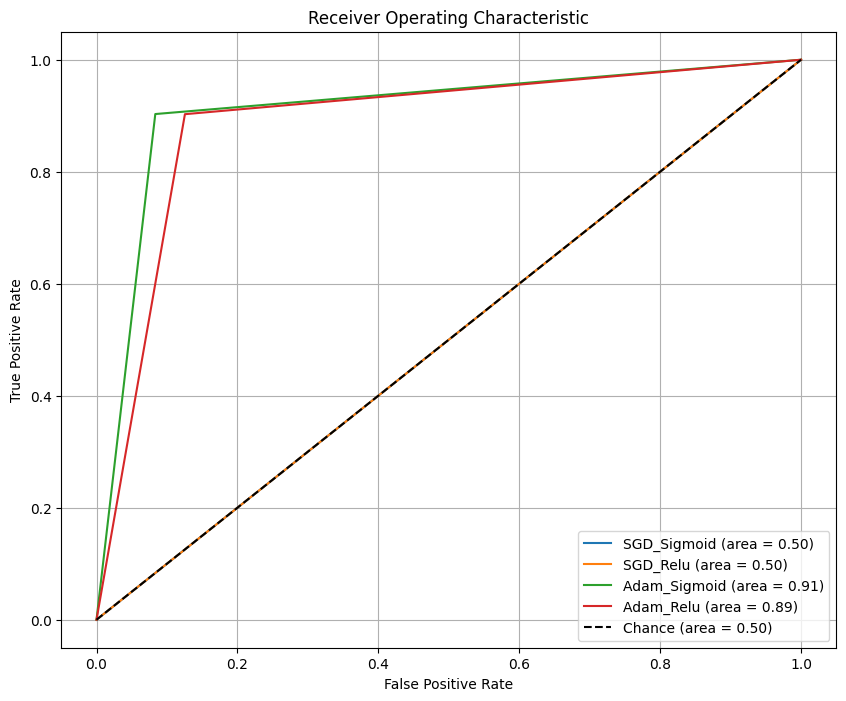 Receiver Operating Characteristic
True Positive Rate
1.0
0.8
0.6
0.4
0.2
0.0
0.0 0.2 0.4 0.6 0.8 1.0
False Positive Rate
SGD_Sigmoid (area = 0.50)
SGD_Relu (area = 0.50)
Adam_Sigmoid (area = 0.91)
Adam_Relu (area = 0.89)
Chance (area = 0.50)